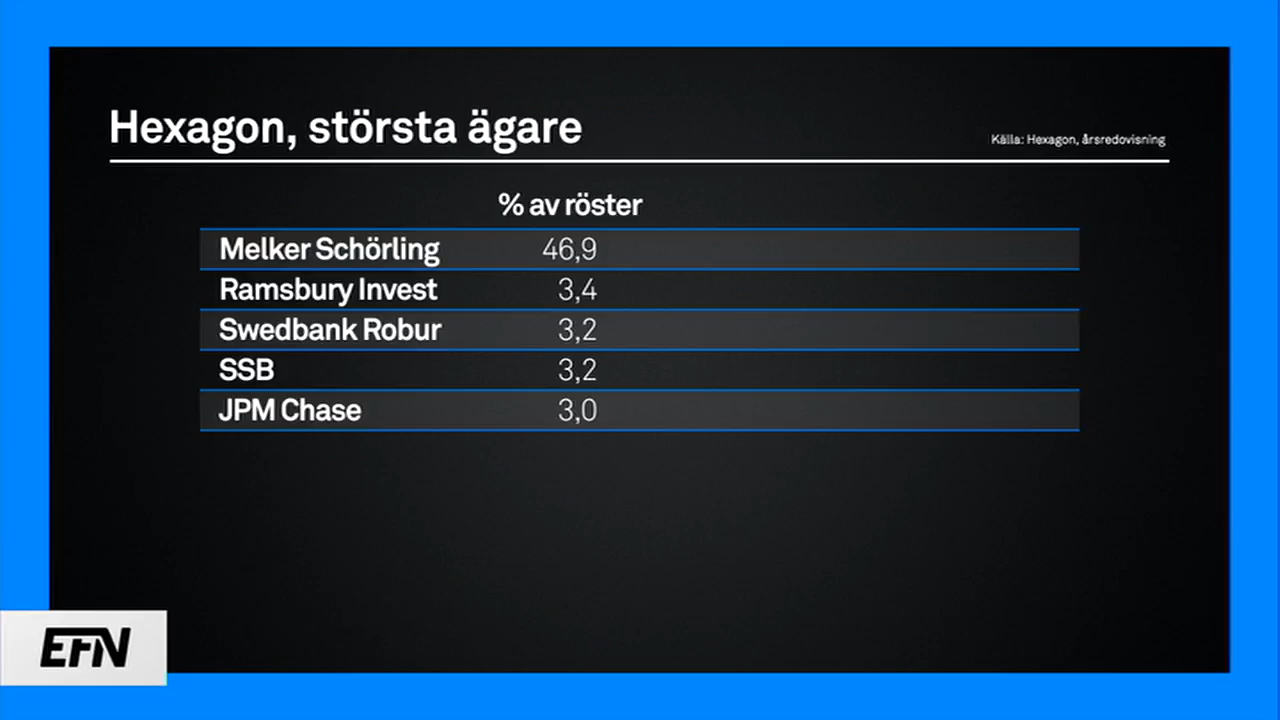 Hexagon, största ägare
Källa: Hexagon, årsredovisning
% av röster
Melker Schörling 46,9
Ramsbury Invest 3,4
Swedbank Robur 3,2
SSB 3,2
JPM Chase 3,0
EFN